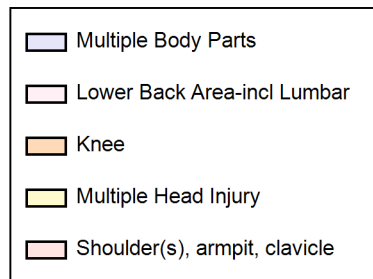 Multiple Body Parts
Lower Back Area-incl Lumbar
Knee
Multiple Head Injury
Shoulder(s), armpit, clavicle